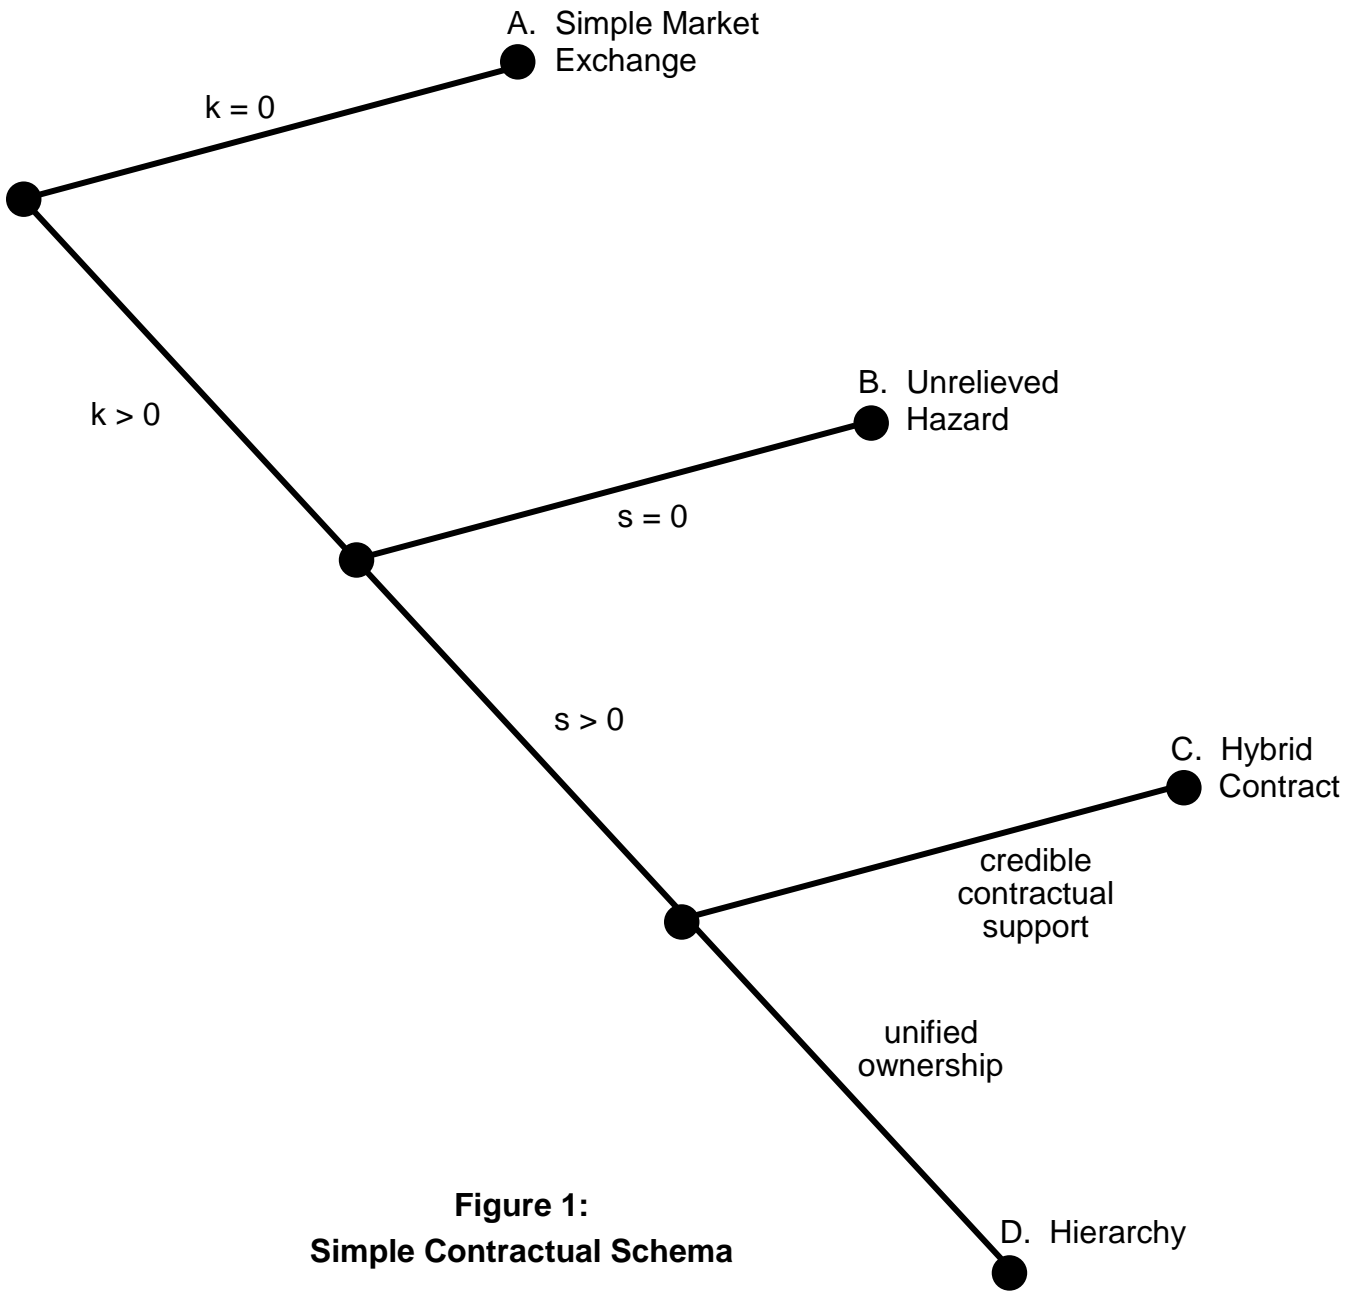 A. Simple Market
Exchange
k = 0
k > 0
B. Unrelieved
Hazard
s = 0
s > 0
C. Hybrid
Contract
credible
contractual
support
unified
ownership
D. Hierarchy
Figure 1:
Simple Contractual Schema